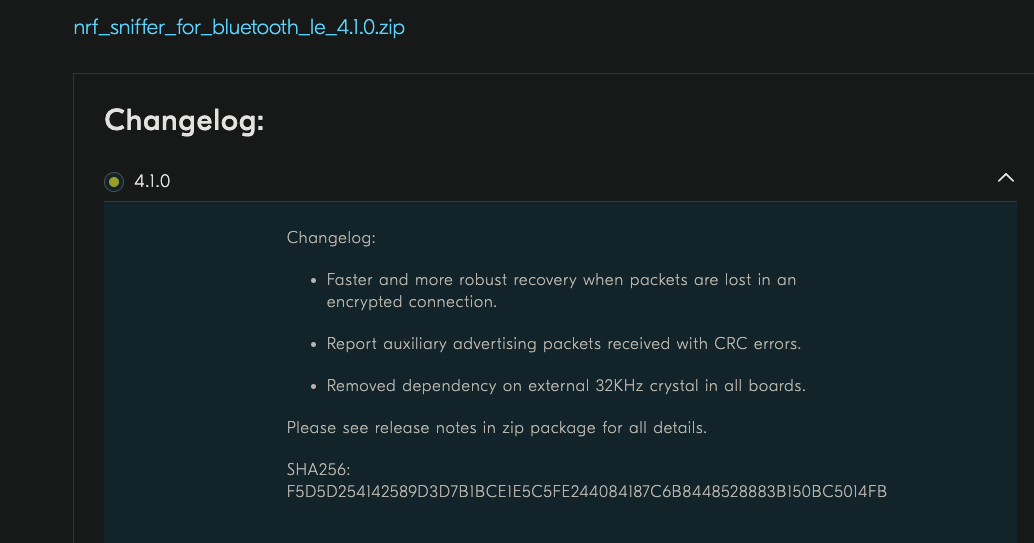 nrf_sniffer_for_bluetooth_le_4.1.0.zip
Changelog:
4.1.0
Changelog:
• Faster and more robust recovery when packets are lost in an
encrypted connection.
• Report auxiliary advertising packets received with CRC errors.
• Removed dependency on external 32KHz crystal in all boards.
Please see release notes in zip package for all details.
SHA256:
F5D5D254142589D3D7B1BCE1E5C5FE244084187C6B8448528883B150BC5014FB